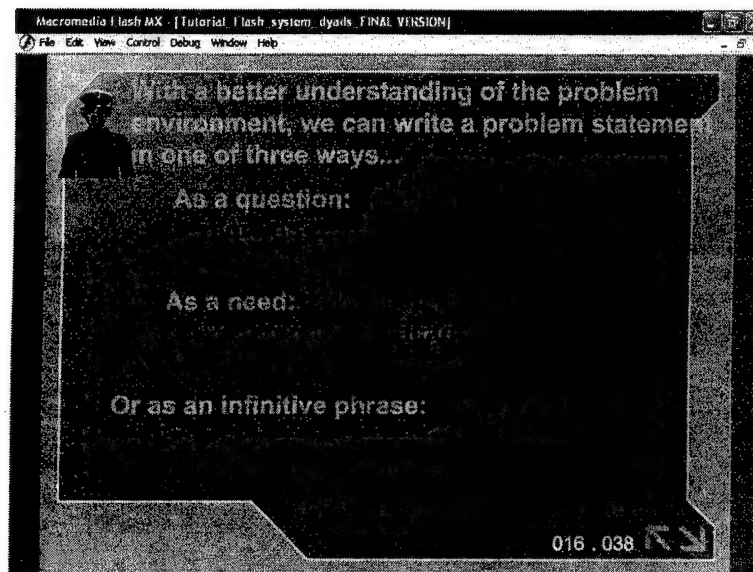 Macromedia Flash MX - [Tutorial_Flash_system_dyads_FINAL VERSION]
File Edit View Control Debug Window Help
With a better understanding of the problem
environment, we can write a problem statement
in one of three ways...
As a question:
As a need:
Or as an infinitive phrase:
016 . 038